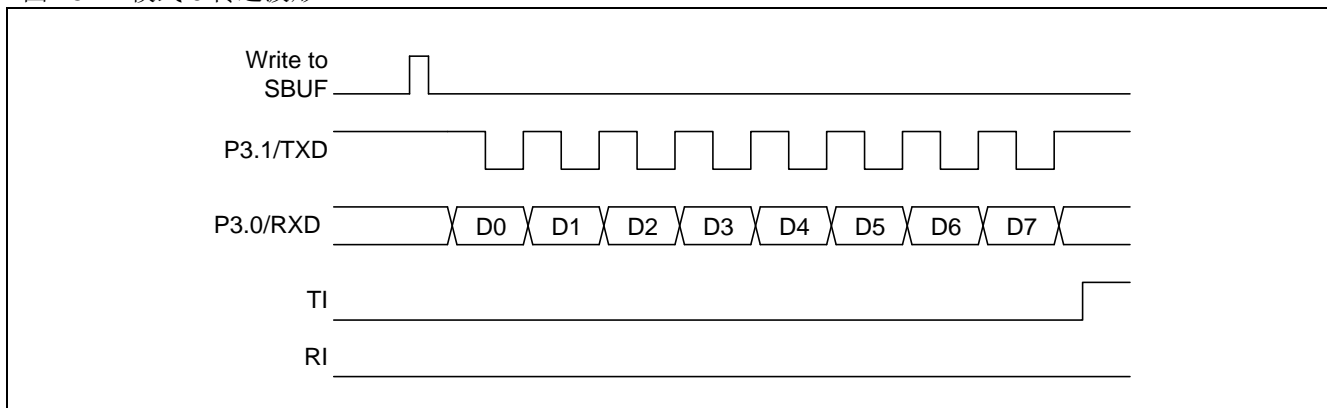 Write to
SBUF
P3.1/TXD
P3.0/RXD D0 D1 D2 D3 D4 D5 D6 D7
TI
RI